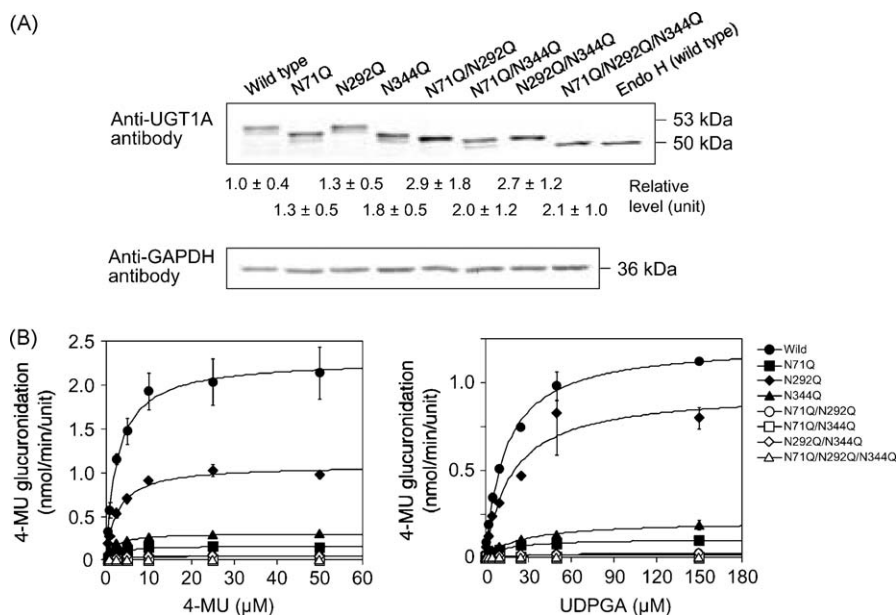 (A)
Wild type
N71Q
N292Q
N344Q
N71Q/N292Q
N71Q/N344Q
N292Q/N344Q
N71Q/N292Q/N344Q
Endo H (wild type)
Anti-UGT1A
antibody
53 kDa
50 kDa
1.0 ± 0.4 1.3 ± 0.5 2.9 ± 1.8 2.7 ± 1.2 Relative
1.3 ± 0.5 1.8 ± 0.5 2.0 ± 1.2 2.1 ± 1.0 level (unit)
Anti-GAPDH
antibody
36 kDa
(B)
4-MU glucuronidation
(nmol/min/unit)
2.5
2.0
1.5
1.0
0.5
0
0 10 20 30 40 50 60
4-MU (µM)
4-MU glucuronidation
(nmol/min/unit)
1.0
0.5
0
0 30 60 90 120 150 180
UDPGA (µM)
Wild
N71Q
N292Q
N344Q
N71Q/N292Q
N71Q/N344Q
N292Q/N344Q
N71Q/N292Q/N344Q